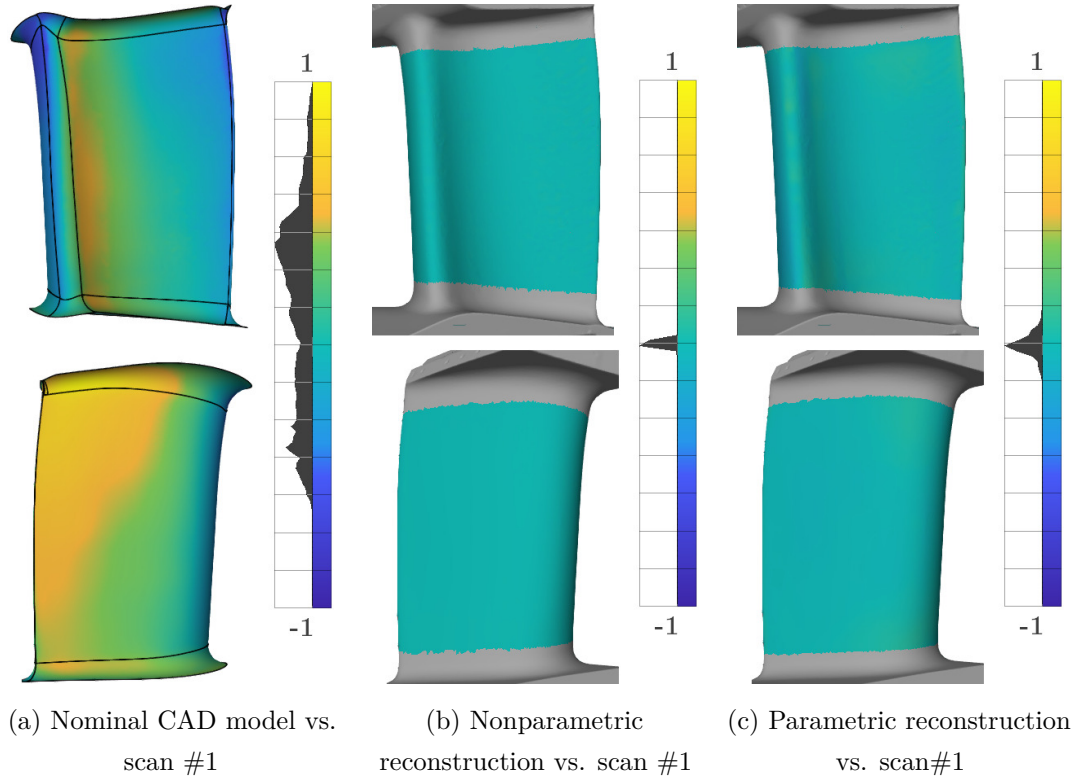 1
-1
1
-1
1
-1
(a) Nominal CAD model vs.
scan #1
(b) Nonparametric
reconstruction vs. scan #1
(c) Parametric reconstruction
vs. scan#1